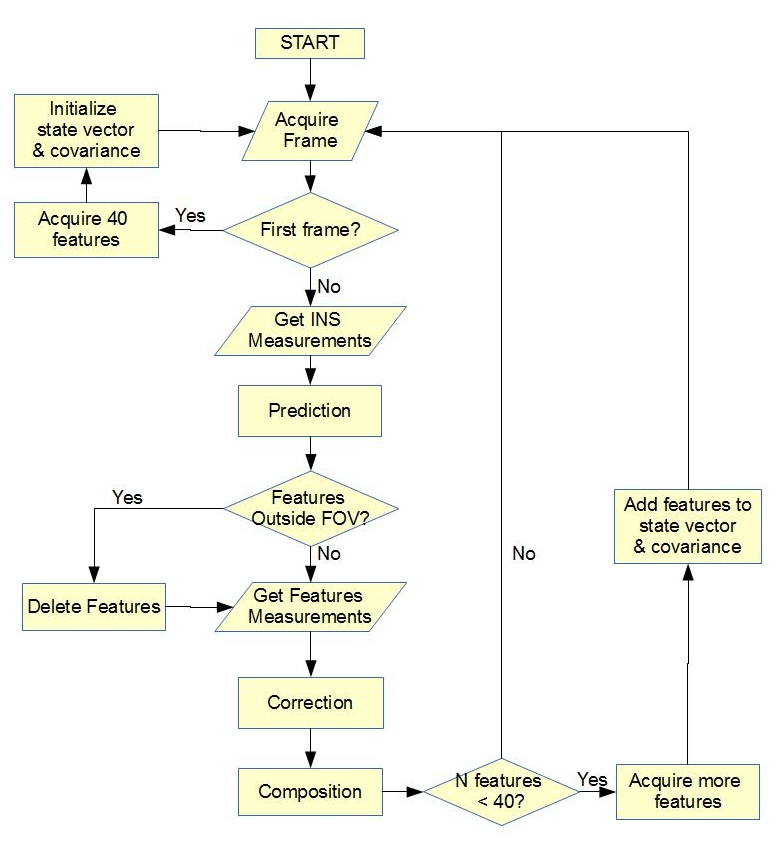 START
Acquire
Frame
Initialize
state vector
& covariance
Acquire 40
features
Yes
First frame?
No
Get INS
Measurements
Prediction
Yes
Features
Outside FOV?
No
Delete Features
Get Features
Measurements
No
Add features to
state vector
& covariance
Correction
Composition
N features
< 40?
Yes
Acquire more
features